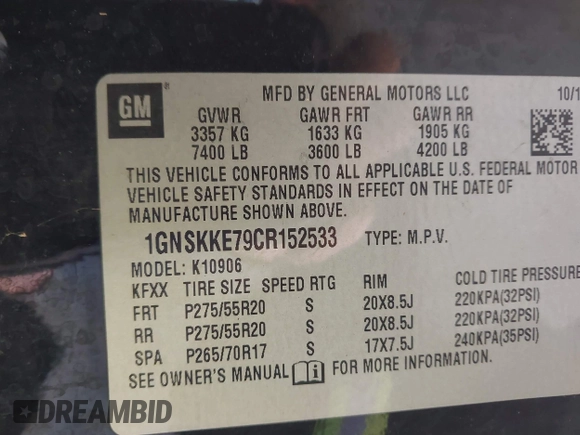 GM
MFD BY GENERAL MOTORS LLC 10/1
GVWR GAWR FRT GAWR RR
3357 KG 1633 KG 1905 KG
7400 LB 3600 LB 4200 LB
THIS VEHICLE CONFORMS TO ALL APPLICABLE U.S. FEDERAL MOTOR
VEHICLE SAFETY STANDARDS IN EFFECT ON THE DATE OF
MANUFACTURE SHOWN ABOVE.
1GNSKKE79CR152533 TYPE: M.P.V.
MODEL: K10906
KFXX TIRE SIZE SPEED RTG RIM COLD TIRE PRESSURE
FRT P275/55R20 S 20X8.5J 220KPA(32PSI)
RR P275/55R20 S 20X8.5J 220KPA(32PSI)
SPA P265/70R17 S 17X7.5J 240KPA(35PSI)
SEE OWNER'S MANUAL i FOR MORE INFORMATION.
DREAMBID